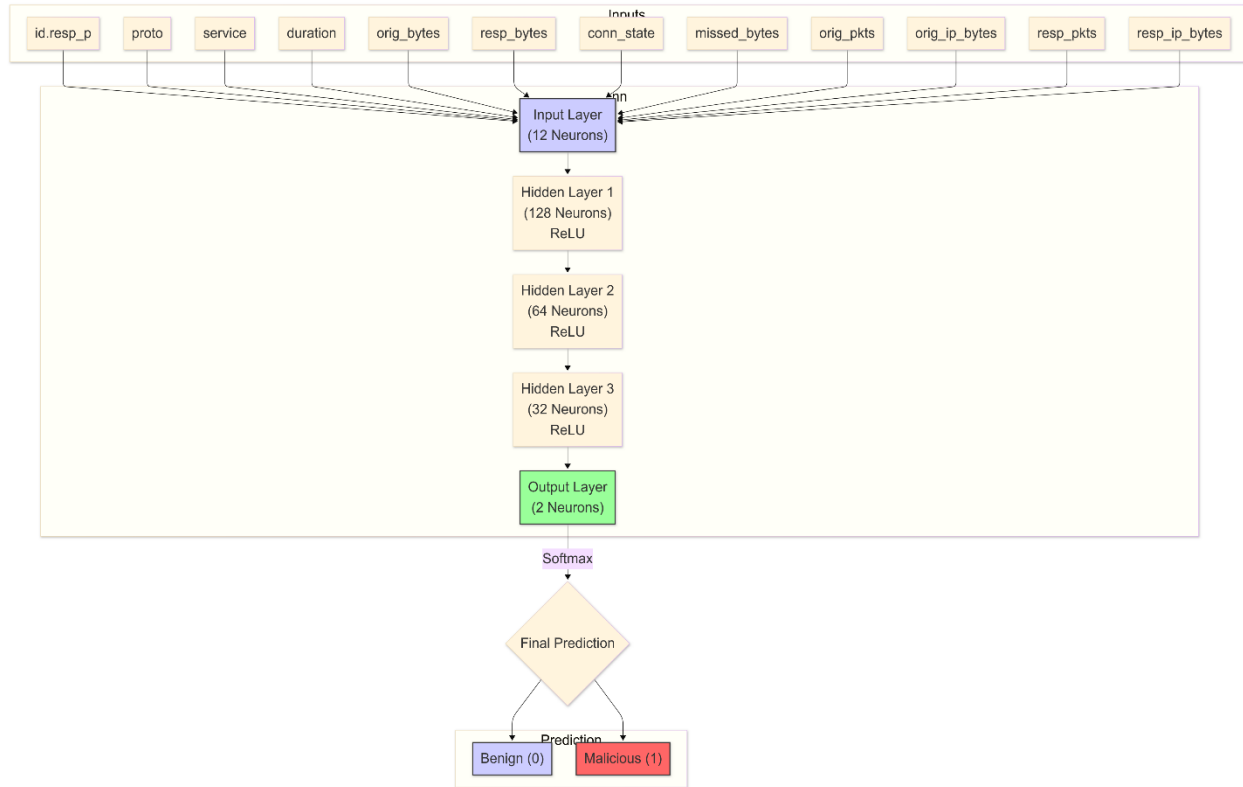 Inputs
id.resp_p
proto
service
duration
orig_bytes
resp_bytes
conn_state
missed_bytes
orig_pkts
orig_ip_bytes
resp_pkts
resp_ip_bytes
Input Layer
(12 Neurons)
Hidden Layer 1
(128 Neurons)
ReLU
Hidden Layer 2
(64 Neurons)
ReLU
Hidden Layer 3
(32 Neurons)
ReLU
Output Layer
(2 Neurons)
Softmax
Final Prediction
Prediction
Benign (0)
Malicious (1)